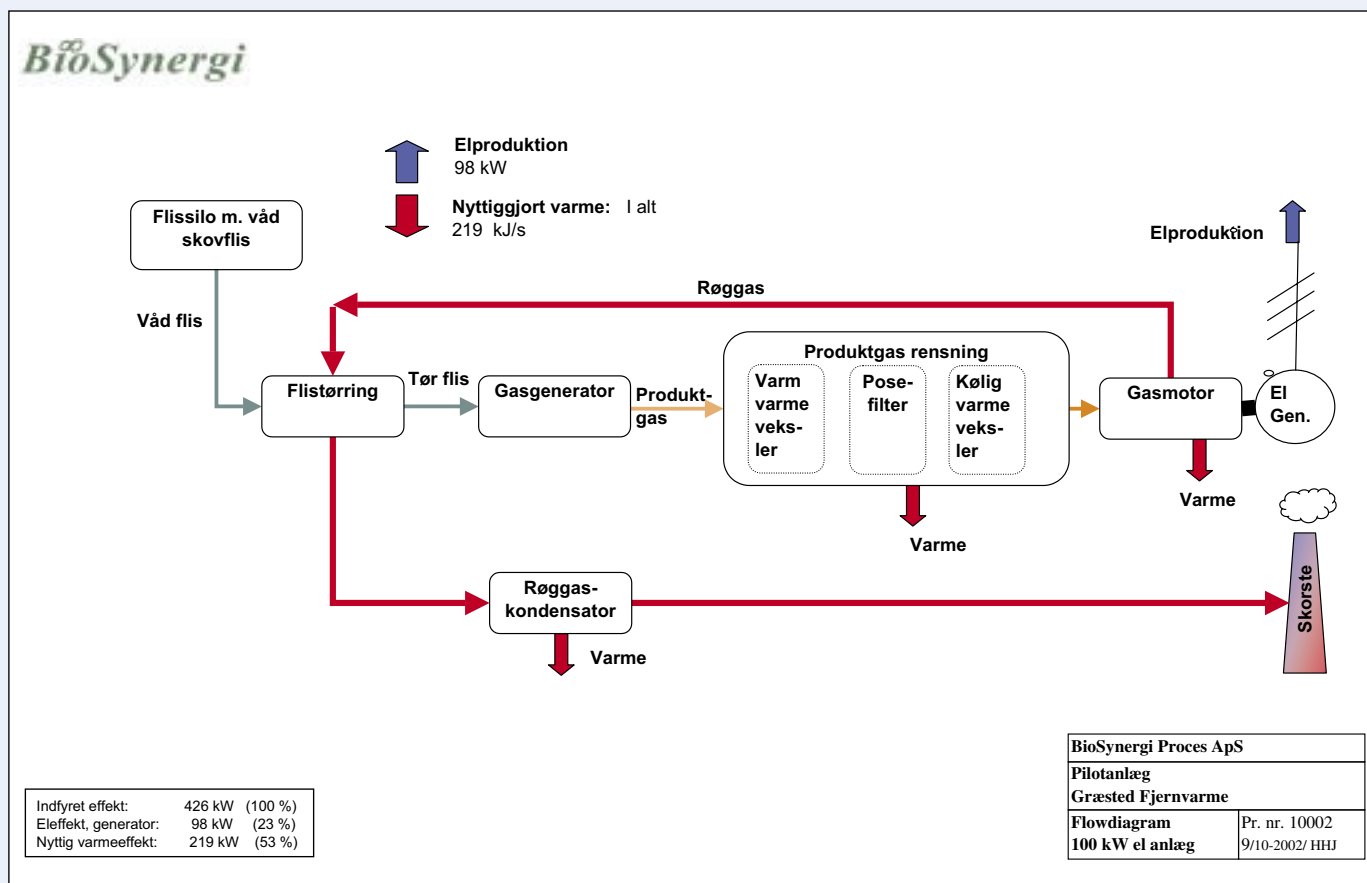 BioSynergi
Elproduktion
98 kW
Nyttiggjort varme: I alt
219 kJ/s
Flissilo m. våd
skovflis
Elproduktion
Røggas
Våd flis
Produktgas rensning
Flistørring
Tør flis
Gasgenerator
Produkt-
gas
Varm
varme
veks-
ler
Pose-
filter
Kølig
varme
veks-
ler
Gasmotor
El
Gen.
Varme
Varme
Røggas-
kondensator
Varme
Skorste
BioSynergi Proces ApS
Pilotanlæg
Græsted Fjernvarme
Flowdiagram
100 kW el anlæg
Pr. nr. 10002
9/10-2002/ HHJ
Indfyret effekt: 426 kW (100 %)
Eleffekt, generator: 98 kW (23 %)
Nyttig varmeeffekt: 219 kW (53 %)